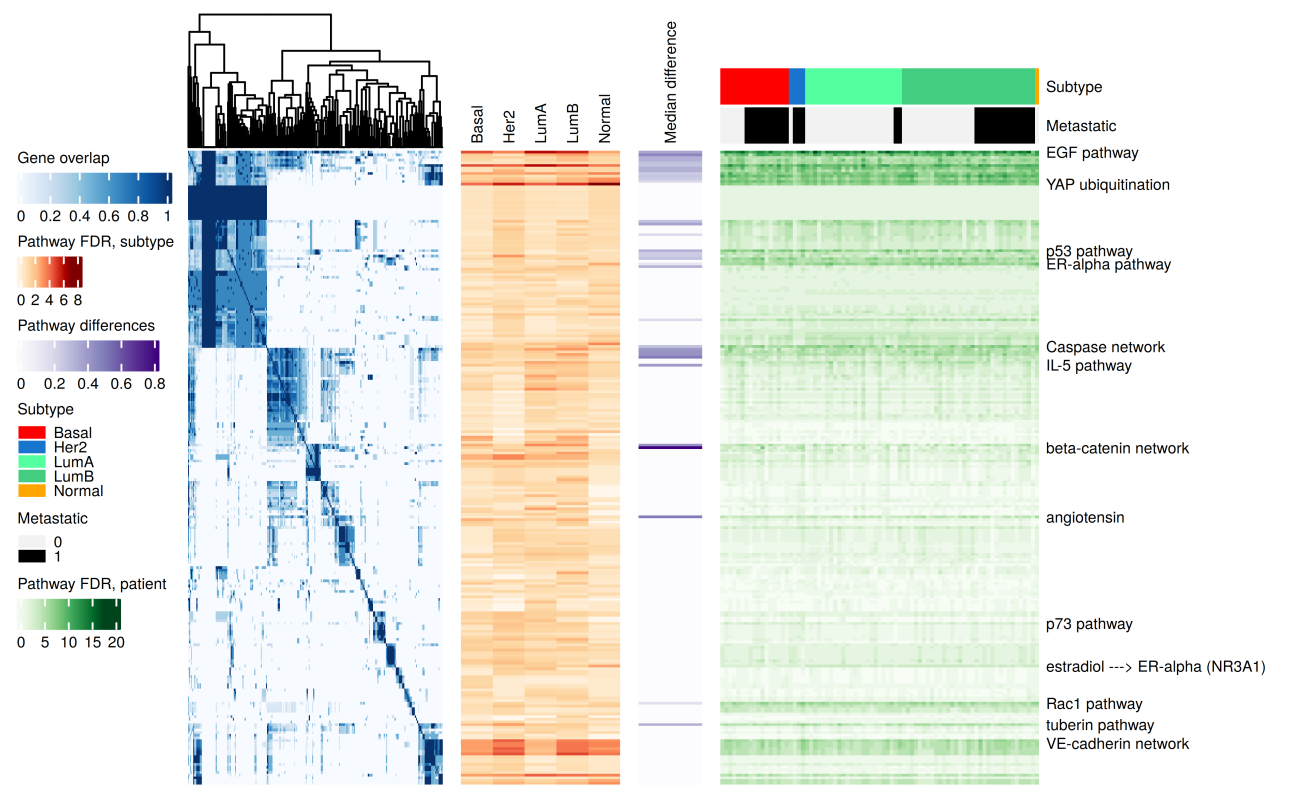 Basal
Her2
LumA
LumB
Normal
Median difference
Subtype
Metastatic
Gene overlap
0 0.2 0.4 0.6 0.8 1
Pathway FDR, subtype
0 2 4 6 8
Pathway differences
0 0.2 0.4 0.6 0.8
Subtype
Basal
Her2
LumA
LumB
Normal
Metastatic
0
1
Pathway FDR, patient
0 5 10 15 20
EGF pathway
YAP ubiquitination
p53 pathway
ER-alpha pathway
Caspase network
IL-5 pathway
beta-catenin network
angiotensin
p73 pathway
estradiol ---> ER-alpha (NR3A1)
Rac1 pathway
tuberin pathway
VE-cadherin network